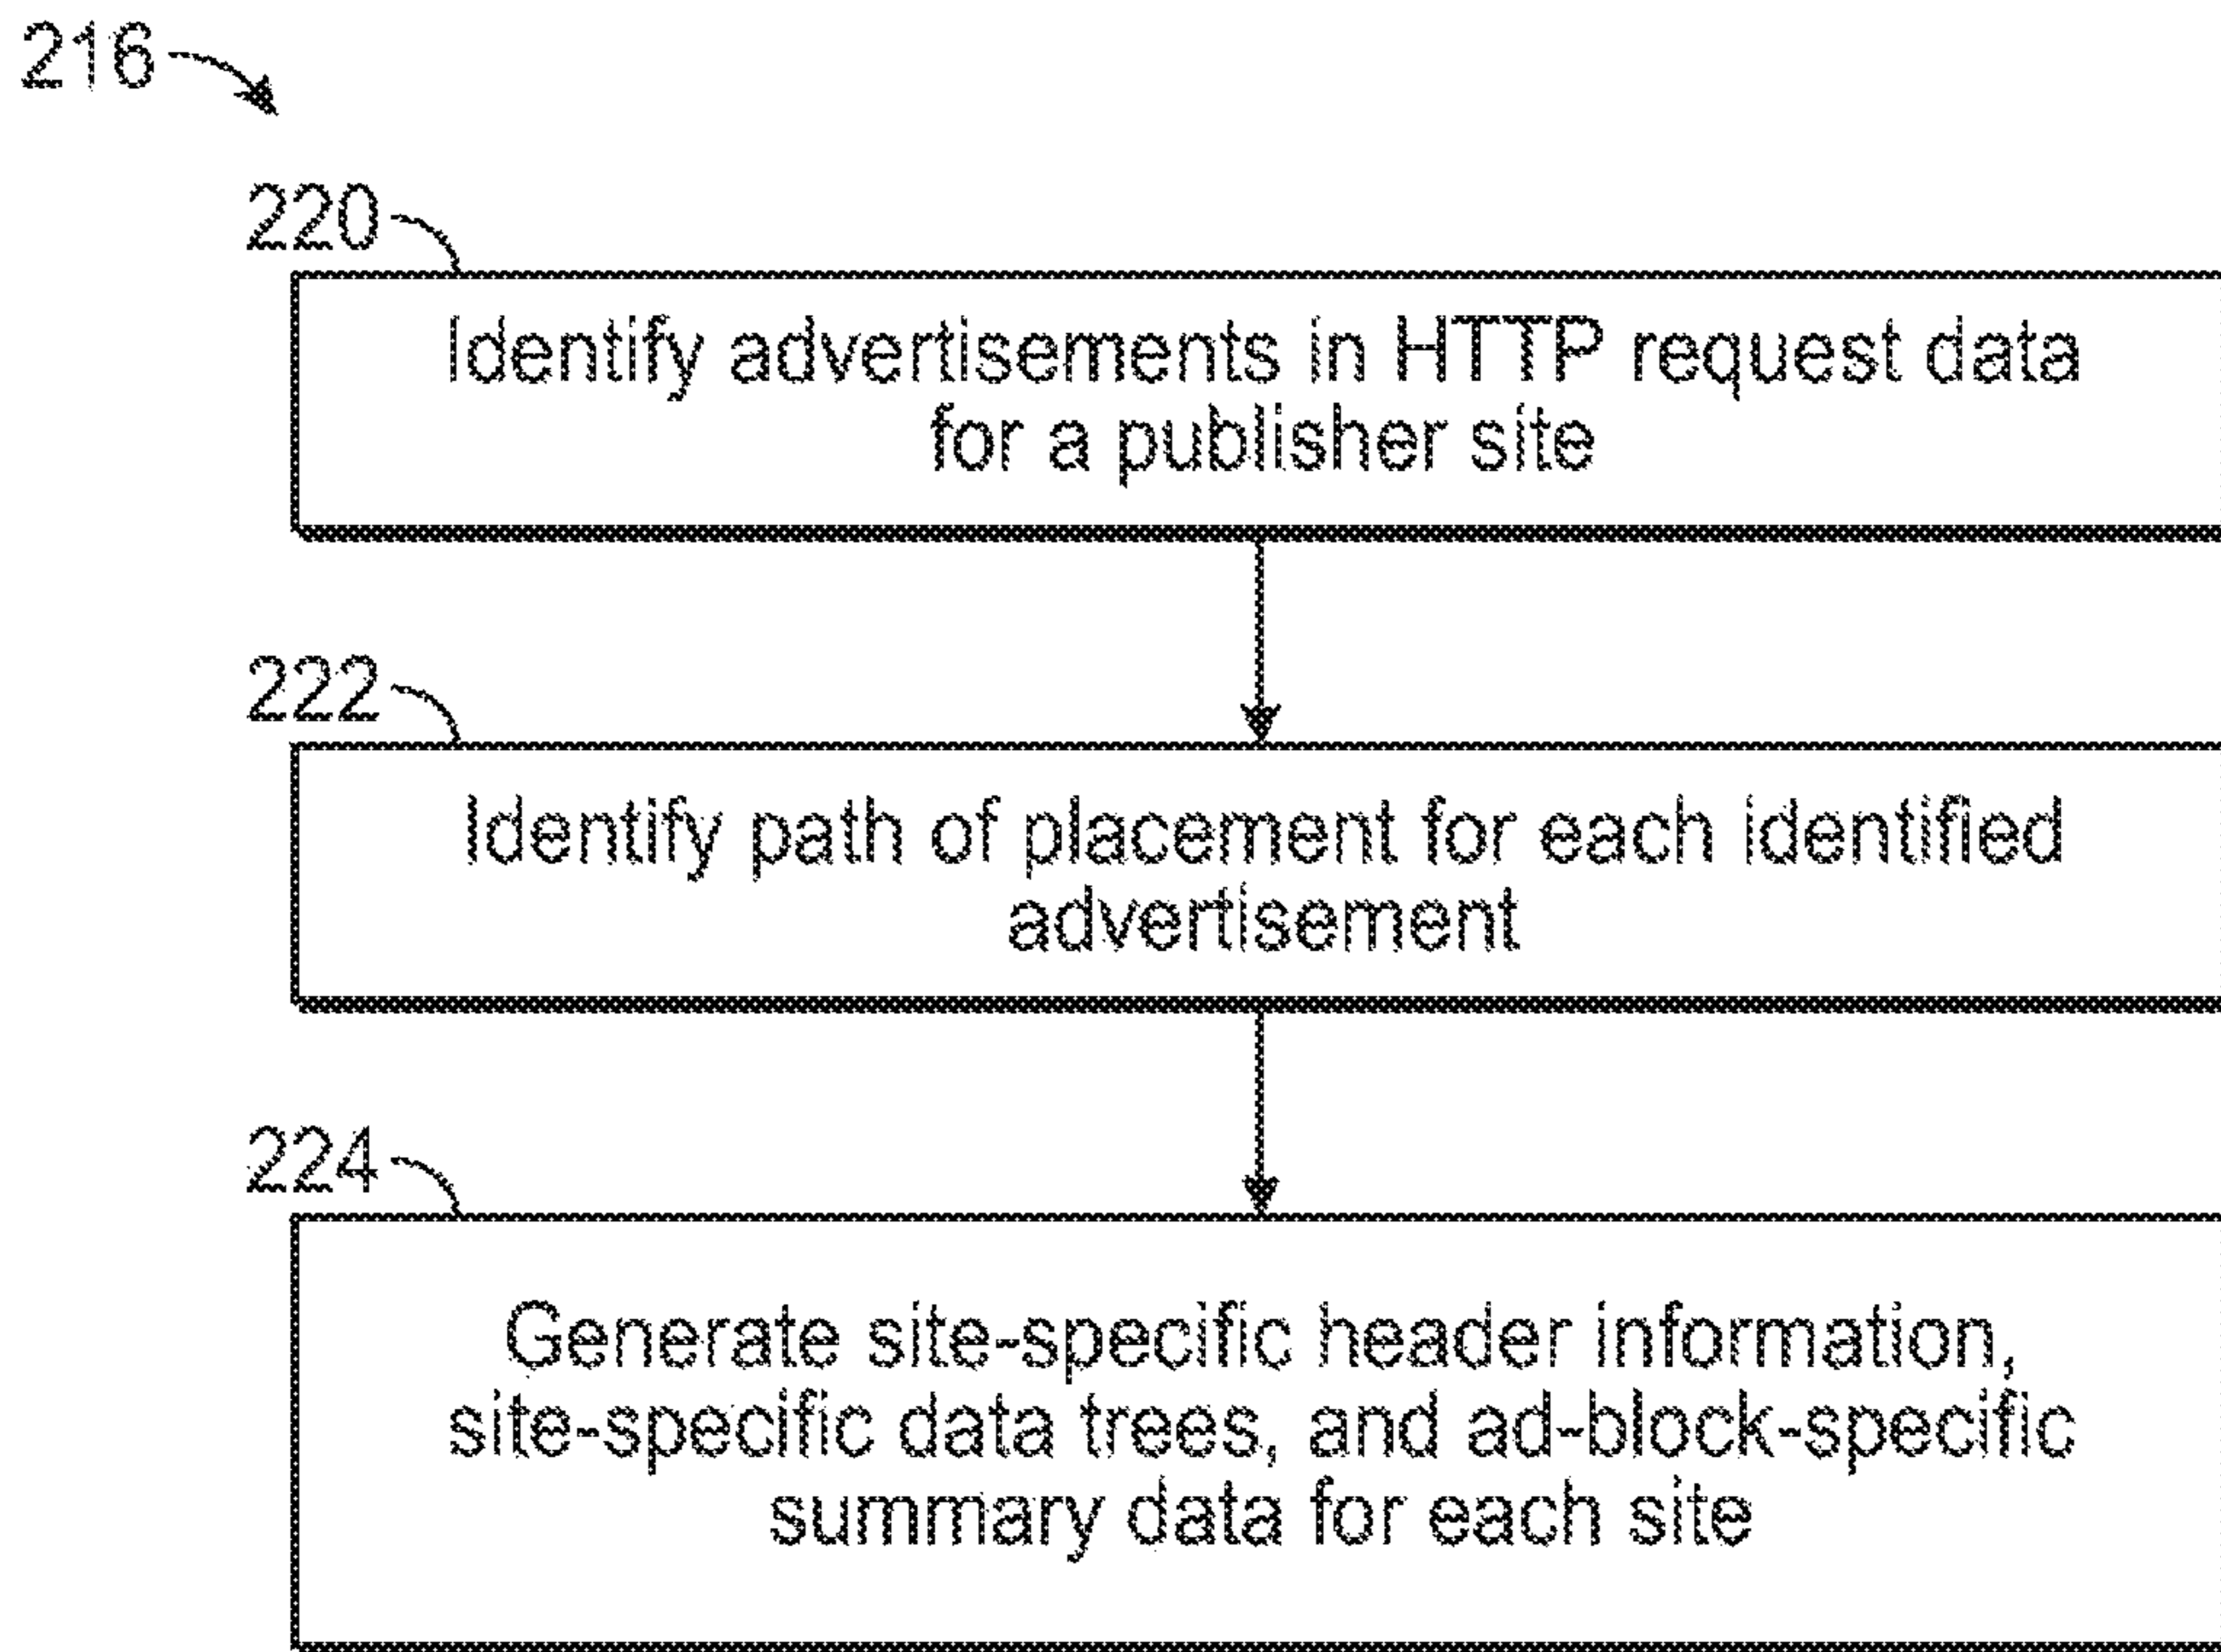 216
220
Identify advertisements in HTTP request data
for a publisher site
222
Identify path of placement for each identified
advertisement
224
Generate site-specific header information,
site-specific data trees, and ad-block-specific
summary data for each site